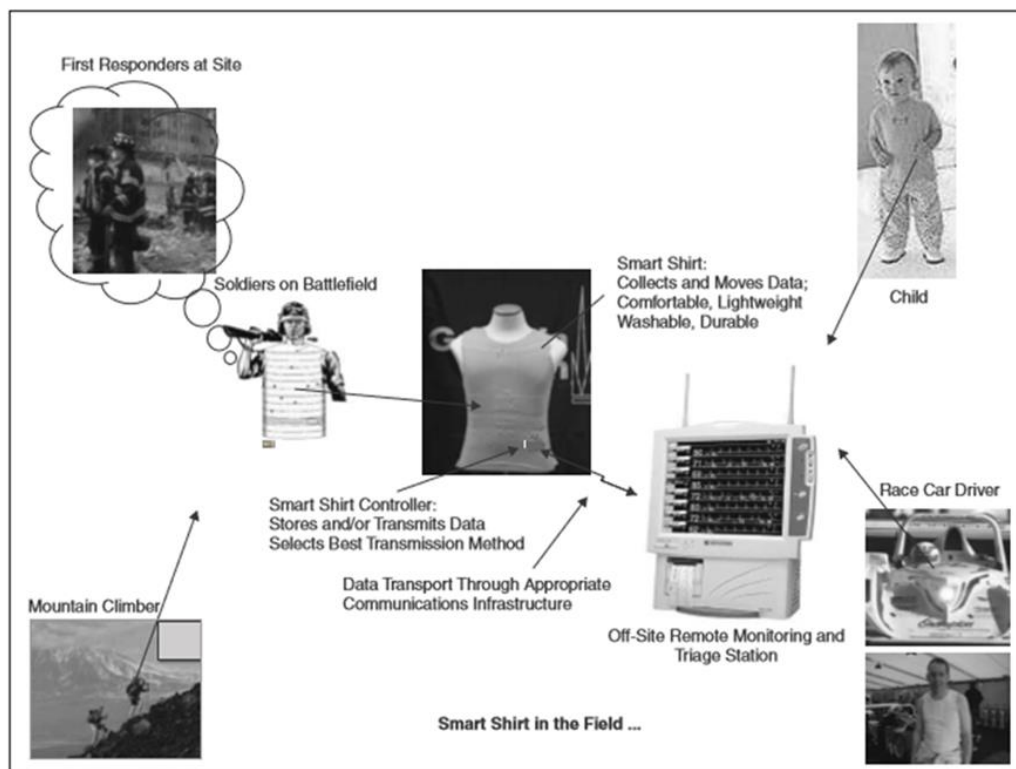 First Responders at Site
Soldiers on Battlefield
Smart Shirt:
Collects and Moves Data;
Comfortable, Lightweight
Washable, Durable
Child
Smart Shirt Controller:
Stores and/or Transmits Data
Selects Best Transmission Method
Data Transport Through Appropriate
Communications Infrastructure
Race Car Driver
Mountain Climber
Off-Site Remote Monitoring and
Triage Station
Smart Shirt in the Field ...